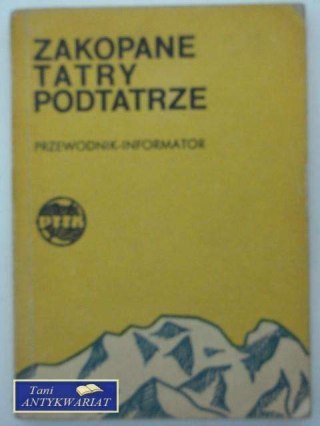 ZAKOPANE
TATRY
PODTATRZE
PRZEWODNIK-INFORMATOR
PTTK
Tani
ANTYKWARIAT